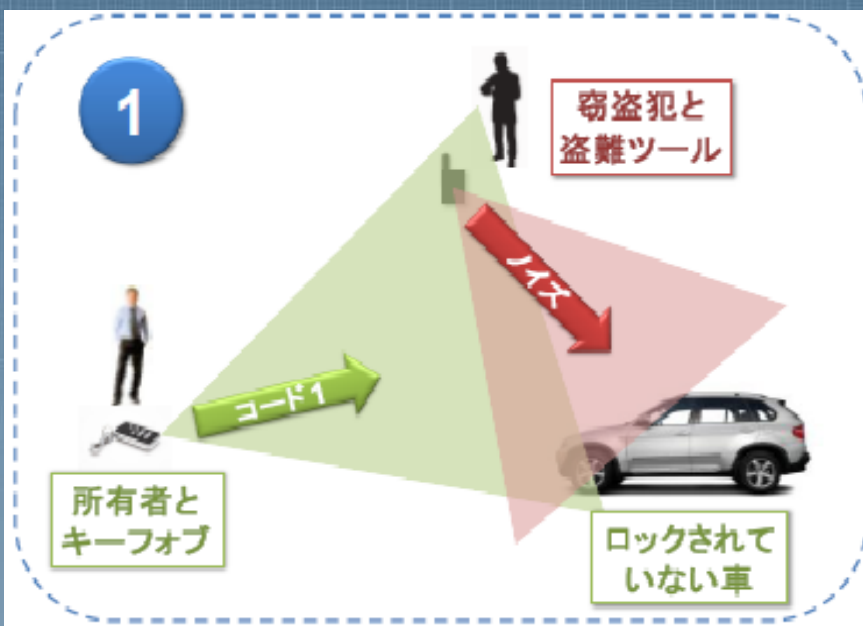 1
窃盗犯と
盗難ツール
ノイズ
コード1
所有者と
キーフォブ
ロックされて
いない車